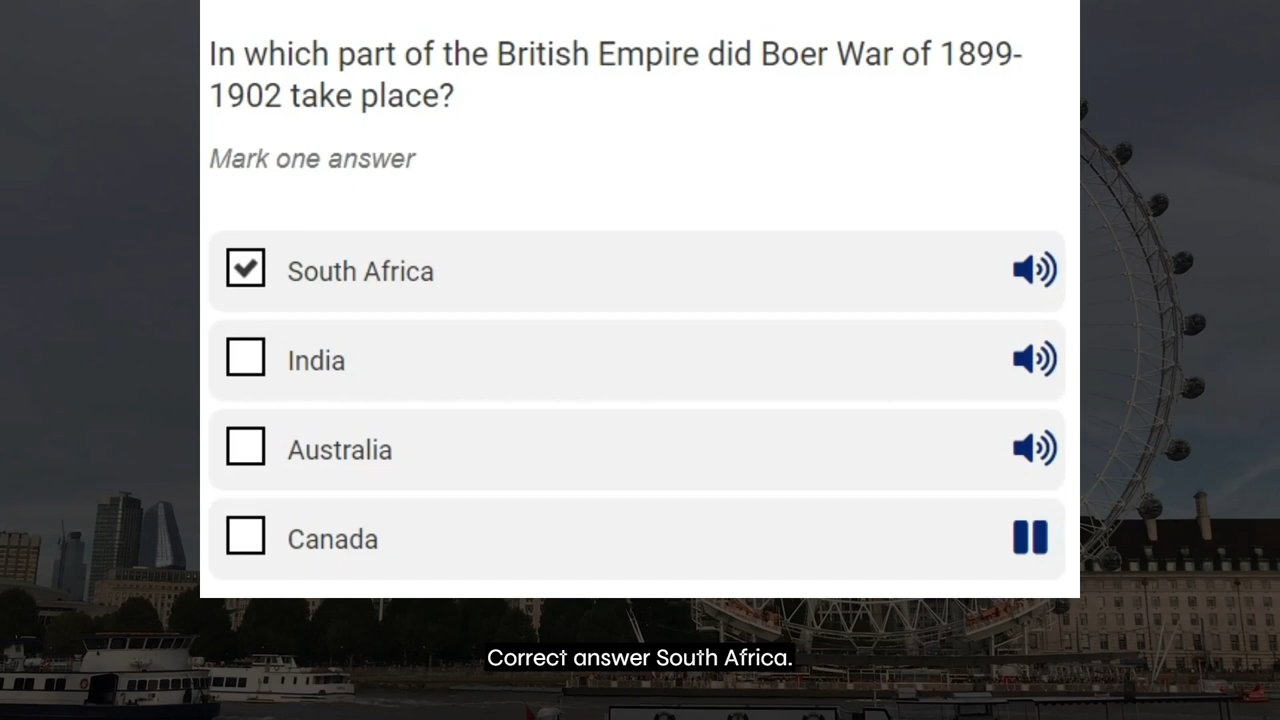 In which part of the British Empire did Boer War of 1899-
1902 take place?
Mark one answer
South Africa
India
Australia
Canada
Correct answer South Africa.